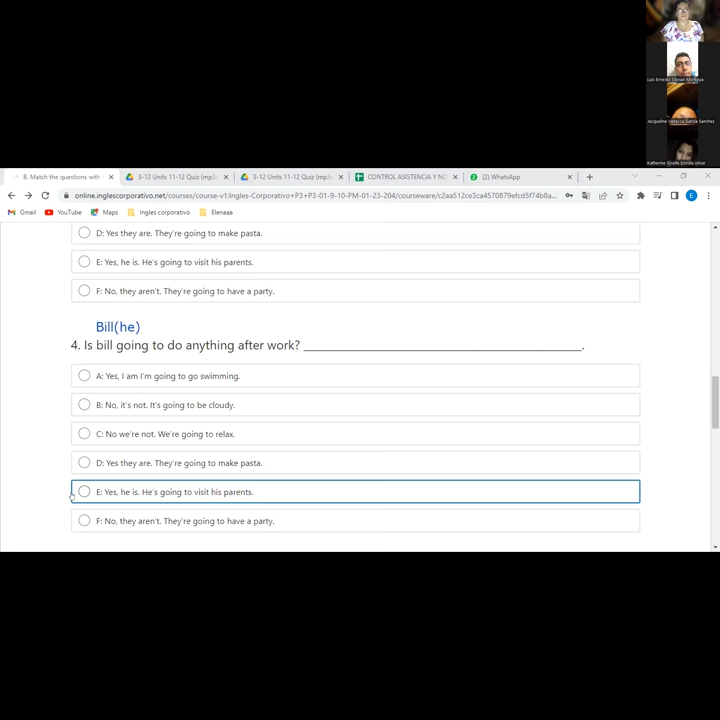 Luis Ernesto Sibrian Montoya
Jacqueline Vanessa Garcia Sanchez
Katherine Giselle Bonilla olivar
B. Match the questions with
3-12 Units 11-12 Quiz (mp3
3-12 Units 11-12 Quiz (mp3
CONTROL ASISTENCIA Y NO
(2) WhatsApp
online.inglescorporativo.net/courses/course-v1:Ingles-Corporativo+P3+P3-01-9-10-PM-01-23-204/courseware/c2aa512ce3ca4570879efcd5f74b8a...
Gmail
YouTube
Maps
Ingles corporativo
Elenaaa
D: Yes they are. They're going to make pasta.
E: Yes, he is. He's going to visit his parents.
F: No, they aren't. They're going to have a party.
Bill(he)
4. Is bill going to do anything after work? ________________________________________.
A: Yes, I am I'm going to go swimming.
B: No, it's not. It's going to be cloudy.
C: No we're not. We're going to relax.
D: Yes they are. They're going to make pasta.
E: Yes, he is. He's going to visit his parents.
F: No, they aren't. They're going to have a party.